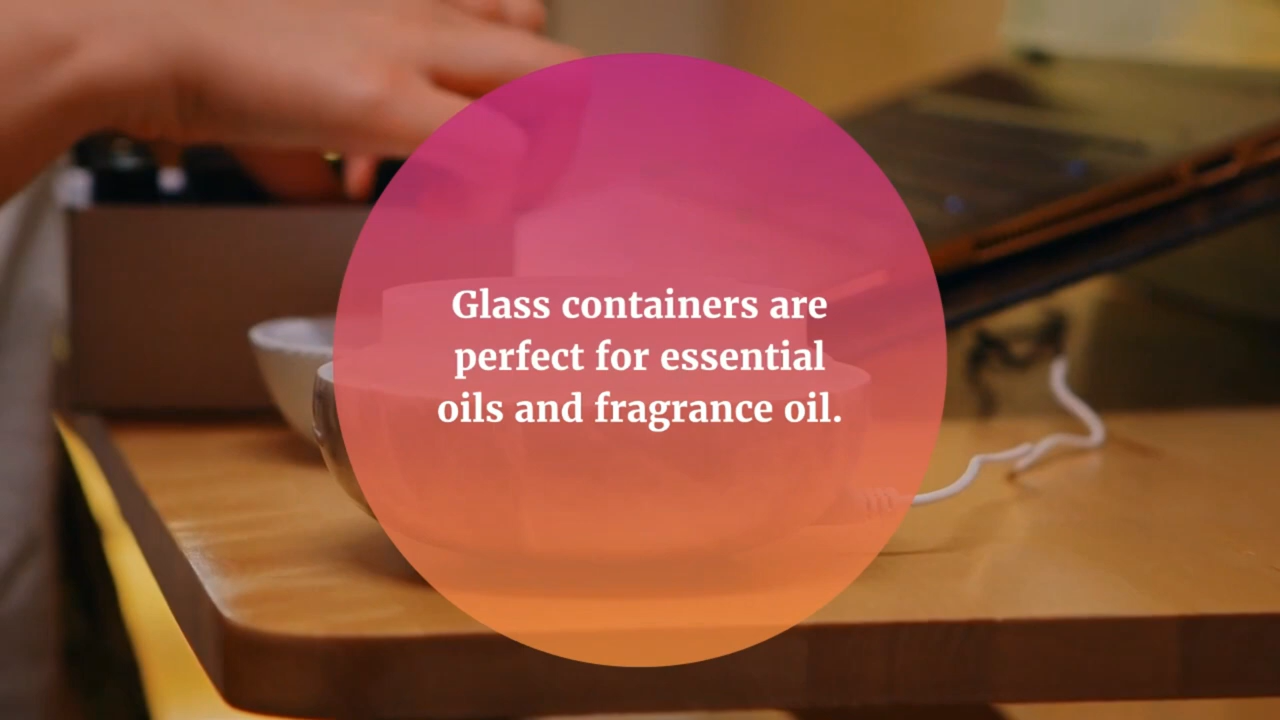 Glass containers are
perfect for essential
oils and fragrance oil.